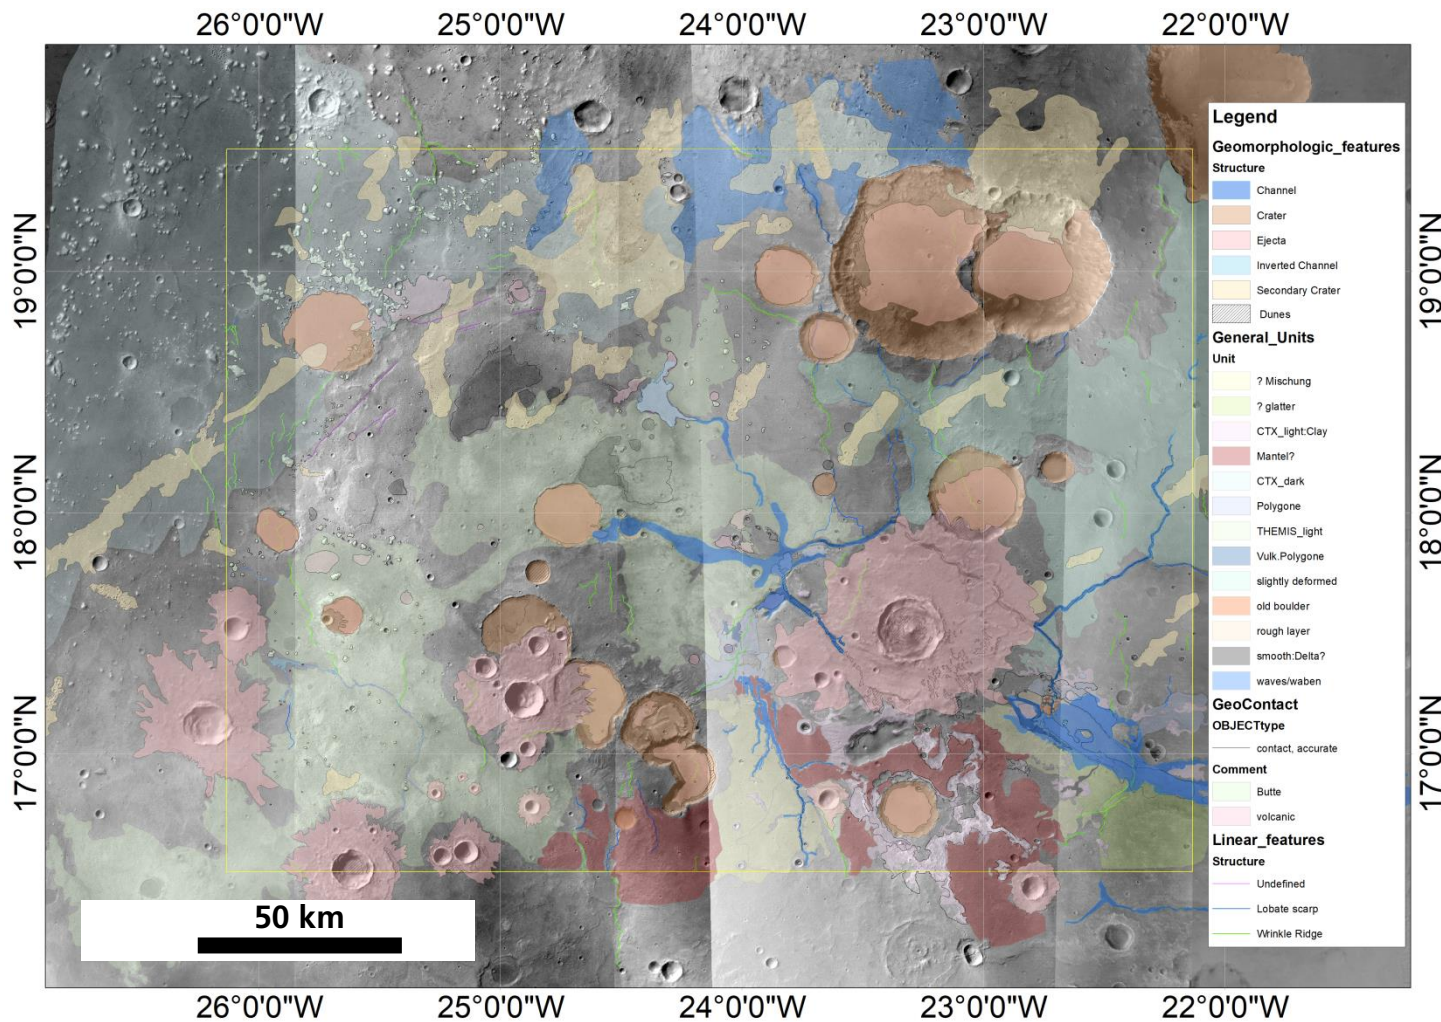 26°0'0"W 25°0'0"W 24°0'0"W 23°0'0"W 22°0'0"W
19°0'0"N
18°0'0"N
17°0'0"N
19°0'0"N
18°0'0"N
17°0'0"N
Legend
Geomorphologic_features
Structure
Channel
Crater
Ejecta
Inverted Channel
Secondary Crater
Dunes
General_Units
Unit
? Mischung
? glatter
CTX_light:Clay
Mantel?
CTX_dark
Polygone
THEMIS_light
Vulk.Polygone
slightly deformed
old boulder
rough layer
smooth:Delta?
waves/waben
GeoContact
OBJECTtype
contact, accurate
Comment
Butte
volcanic
Linear_features
Structure
Undefined
Lobate scarp
Wrinkle Ridge
50 km
26°0'0"W 25°0'0"W 24°0'0"W 23°0'0"W 22°0'0"W